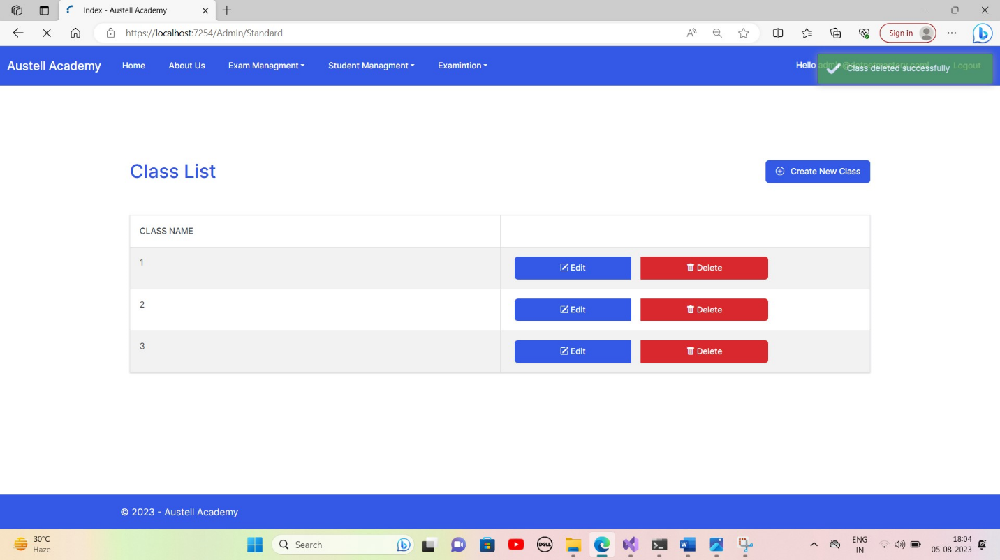 Index - Austell Academy
https://localhost:7254/Admin/Standard
Sign in
Austell Academy Home About Us Exam Managment Student Managment Examintion Hello Logout
Class deleted successfully
Class List
Create New Class
CLASS NAME
1 Edit Delete
2 Edit Delete
3 Edit Delete
© 2023 - Austell Academy
30°C
Haze
Search
DELL
ENG
IN
18:04
05-08-2023